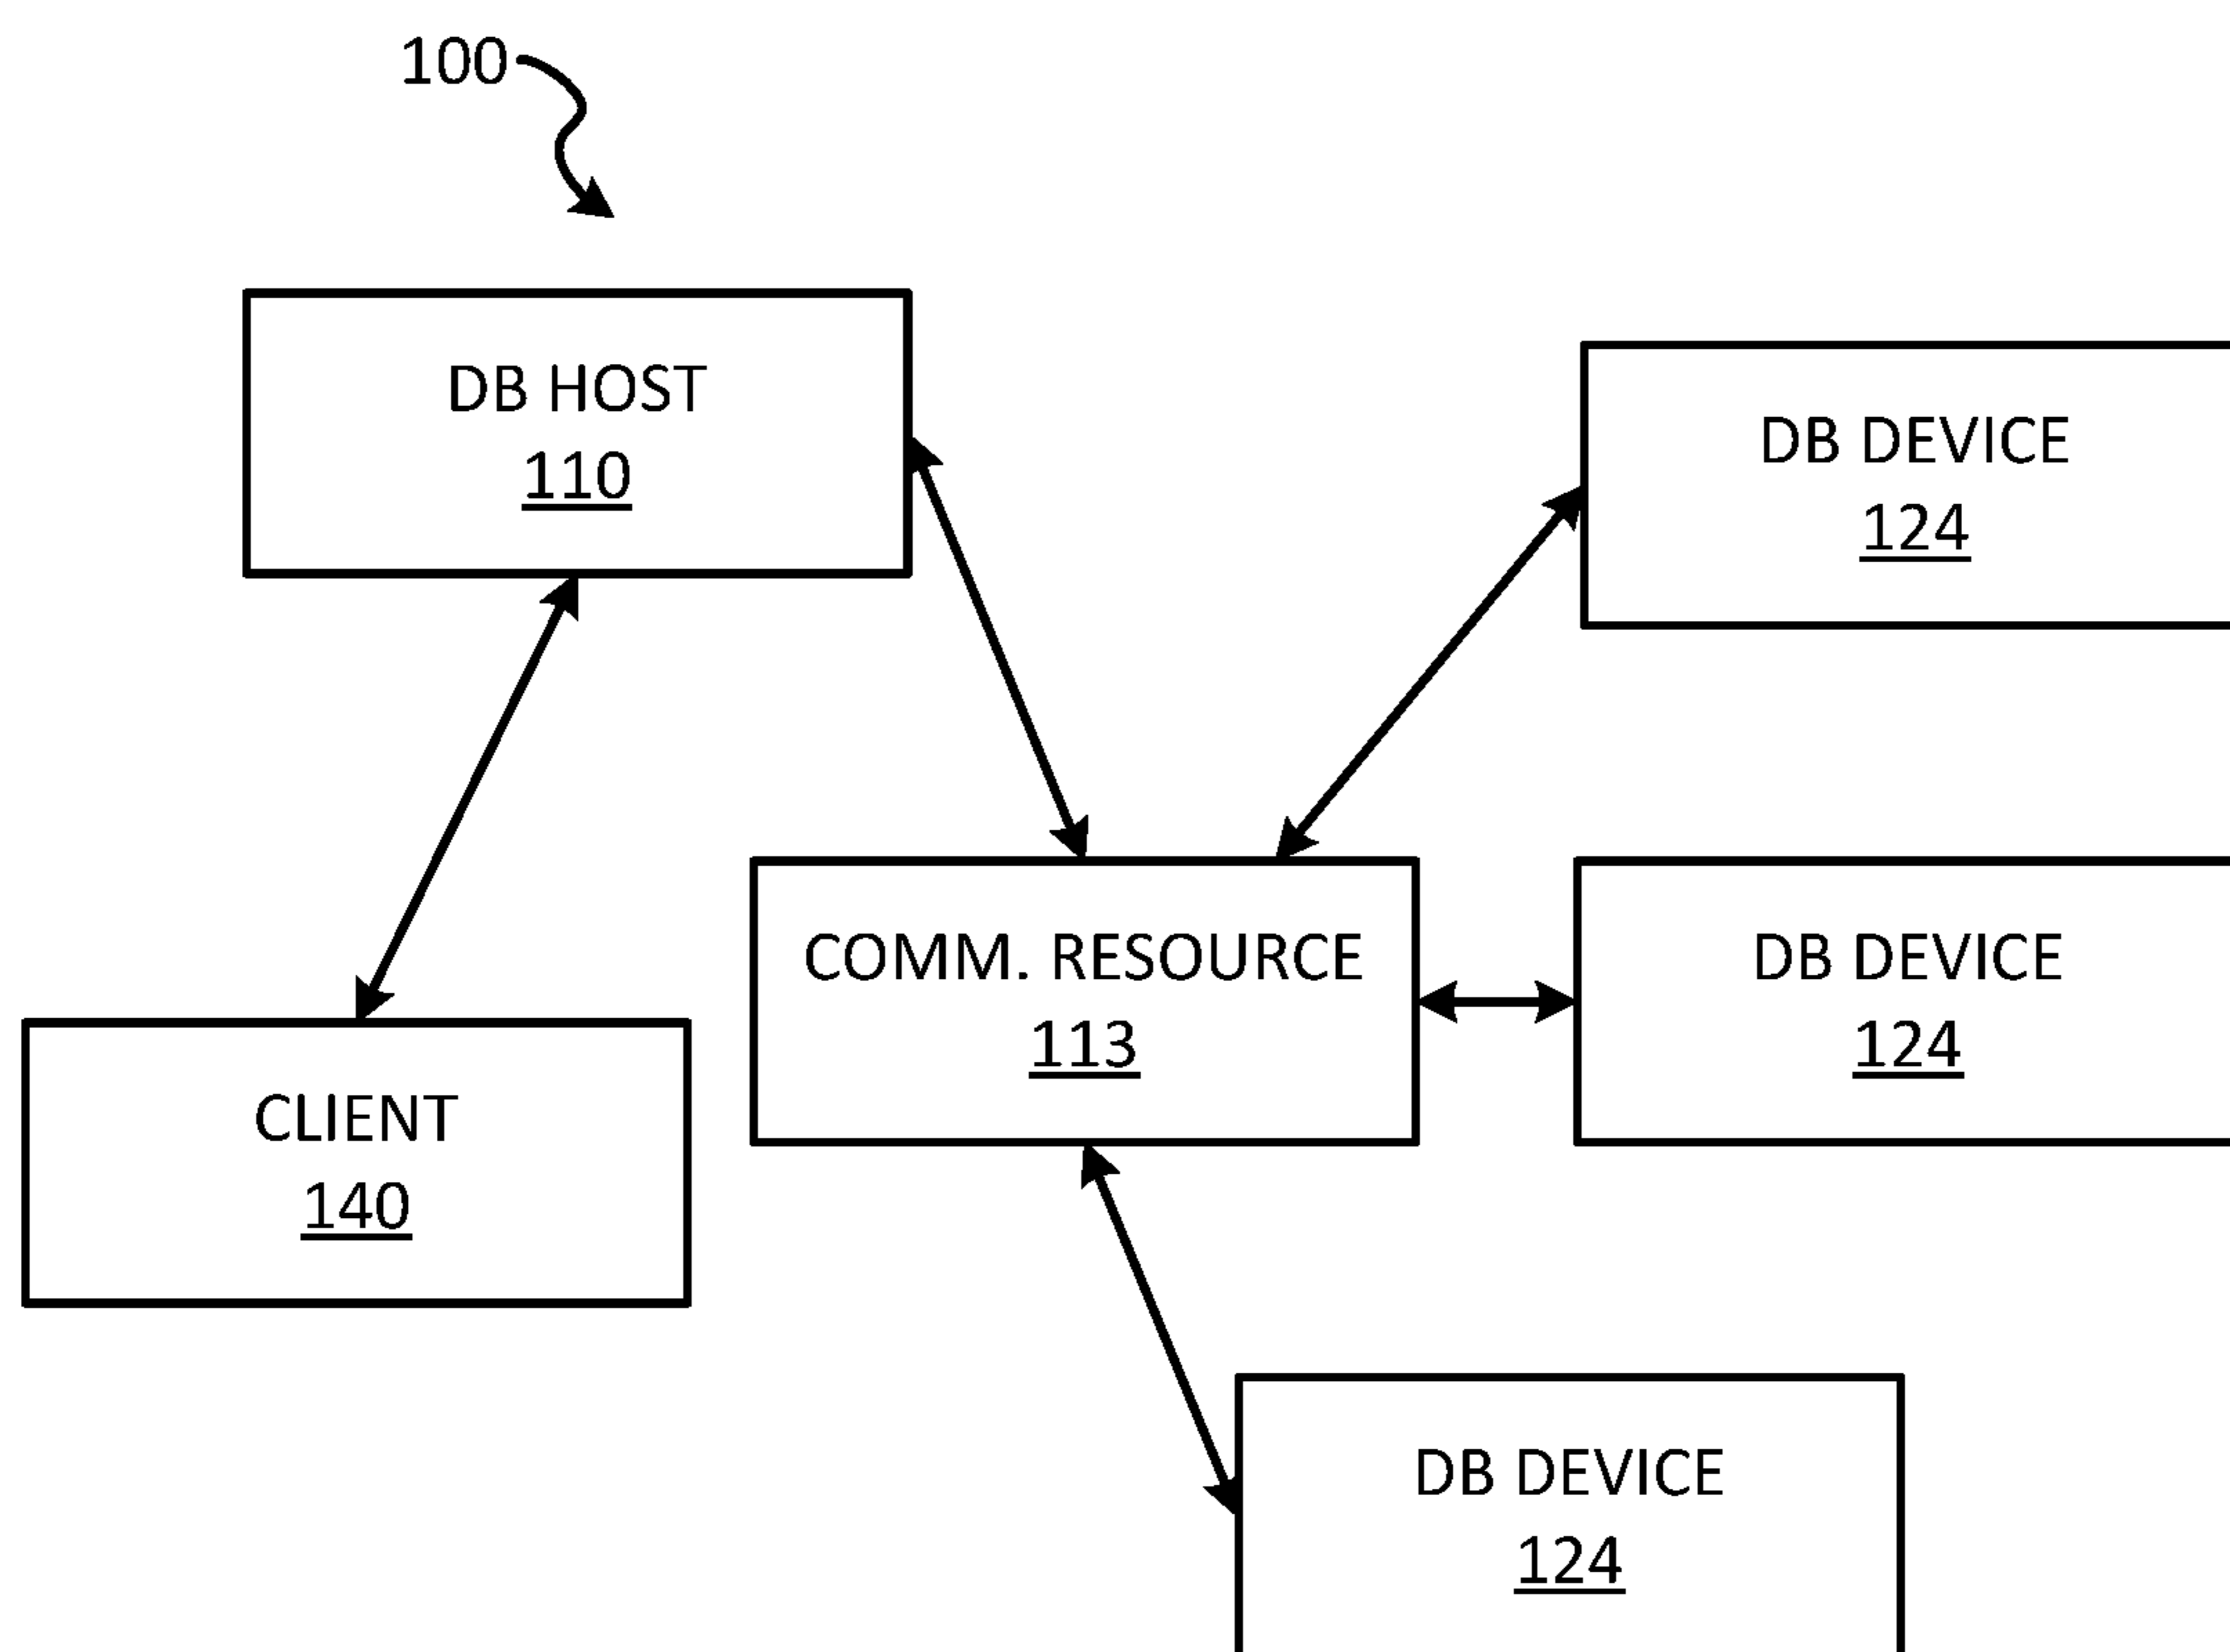 100
DB HOST
110
DB DEVICE
124
COMM. RESOURCE
113
DB DEVICE
124
CLIENT
140
DB DEVICE
124